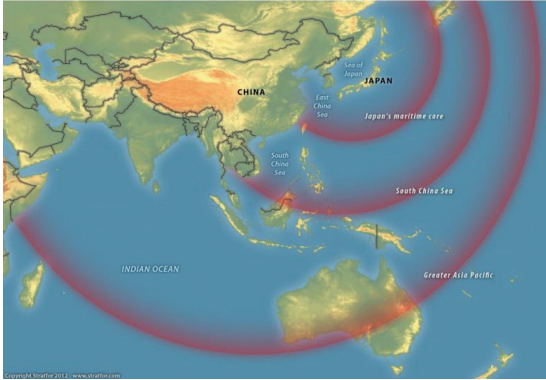 Sea of
Japan
JAPAN
CHINA
East
China
Sea
Japan's maritime core
South
China
Sea
South China Sea
INDIAN OCEAN
Greater Asia Pacific
Copyright Stratfor 2012 - www.stratfor.com